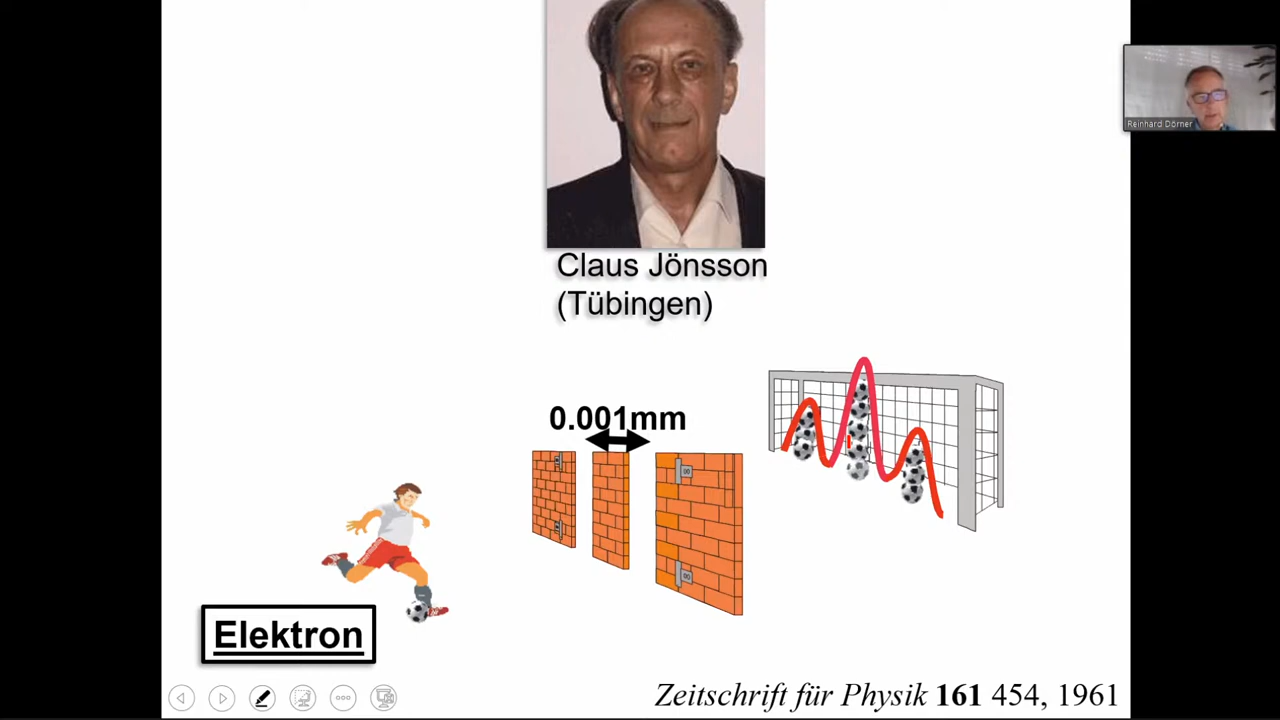 Reinhard Dörner
Claus Jönsson
(Tübingen)
0.001mm
Elektron
Zeitschrift für Physik 161 454, 1961